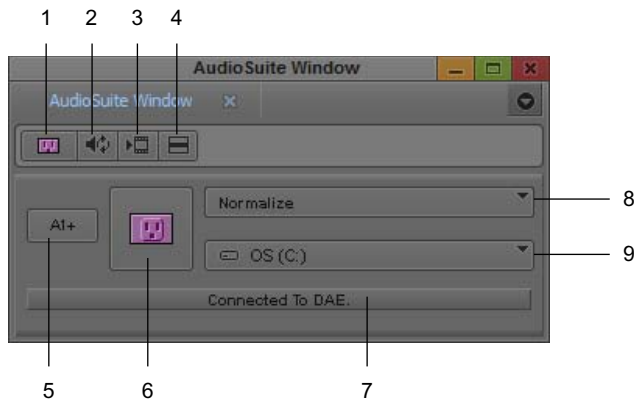 1 2 3 4
AudioSuite Window
AudioSuite Window
Normalize
8
A1+
OS (C:)
9
Connected To DAE.
5 6 7